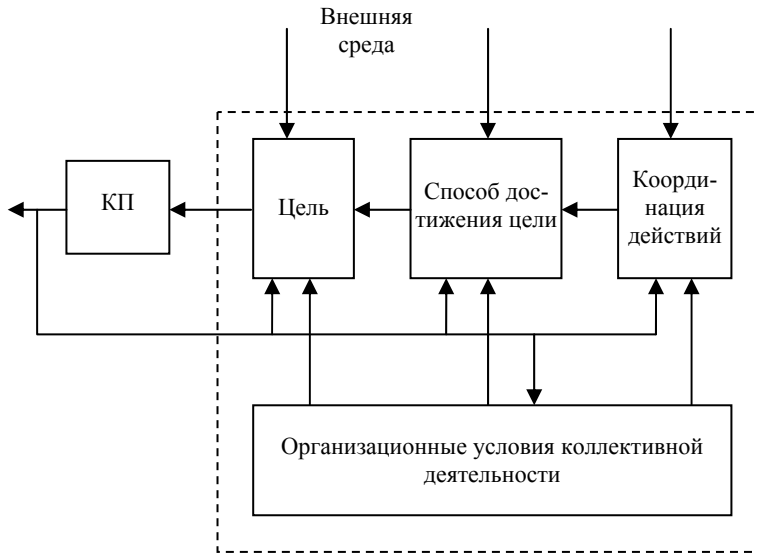 Внешняя
среда
КП
Цель
Способ дос-
тижения цели
Коорди-
нация
действий
Организационные условия коллективной
деятельности